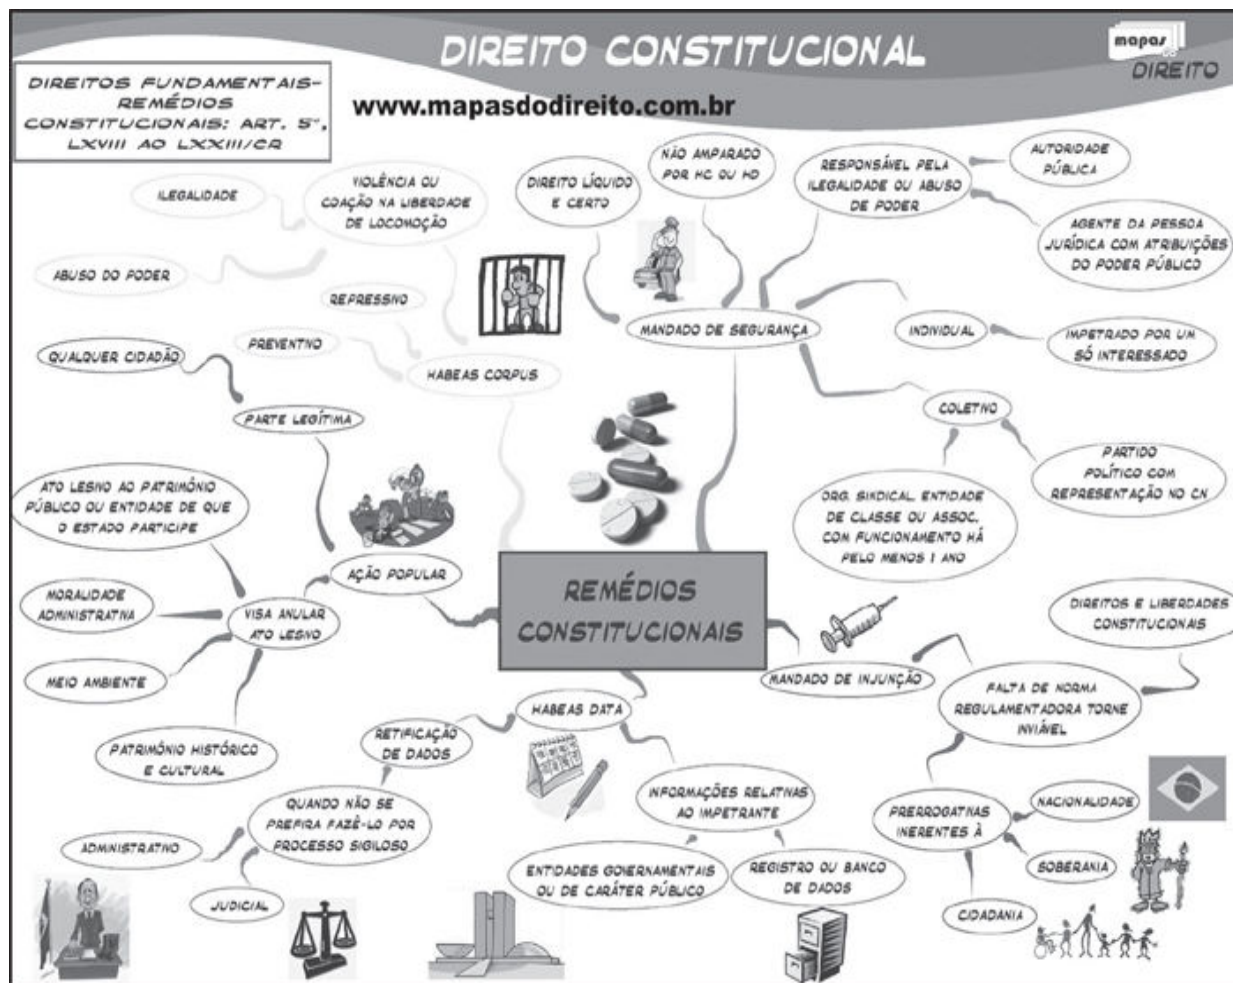 DIREITO CONSTITUCIONAL
mapas
do
DIREITO
DIREITOS FUNDAMENTAIS-
REMÉDIOS
CONSTITUCIONAIS: ART. 5º,
LXVIII AO LXXIII/CR
www.mapasdodireito.com.br
ILEGALIDADE
VIOLÊNCIA OU
COAÇÃO NA LIBERDADE
DE LOCOMOÇÃO
ABUSO DO PODER
REPRESSIVO
PREVENTIVO
HABEAS CORPUS
DIREITO LÍQUIDO
E CERTO
NÃO AMPARADO
POR HC OU HD
RESPONSÁVEL PELA
ILEGALIDADE OU ABUSO
DE PODER
AUTORIDADE
PÚBLICA
AGENTE DA PESSOA
JURÍDICA COM ATRIBUIÇÕES
DO PODER PÚBLICO
MANDADO DE SEGURANÇA
INDIVIDUAL
IMPETRADO POR UM
SÓ INTERESSADO
COLETIVO
PARTIDO
POLÍTICO COM
REPRESENTAÇÃO NO CN
ORG. SINDICAL, ENTIDADE
DE CLASSE OU ASSOC.
COM FUNCIONAMENTO HÁ
PELO MENOS 1 ANO
QUALQUER CIDADÃO
PARTE LEGÍTIMA
ATO LESIVO AO PATRIMÔNIO
PÚBLICO OU ENTIDADE DE QUE
O ESTADO PARTICIPE
AÇÃO POPULAR
MORALIDADE
ADMINISTRATIVA
VISA ANULAR
ATO LESIVO
MEIO AMBIENTE
PATRIMÔNIO HISTÓRICO
E CULTURAL
REMÉDIOS
CONSTITUCIONAIS
MANDADO DE INJUNÇÃO
DIREITOS E LIBERDADES
CONSTITUCIONAIS
FALTA DE NORMA
REGULAMENTADORA TORNE
INVIÁVEL
PRERROGATIVAS
INERENTES À
NACIONALIDADE
SOBERANIA
CIDADANIA
HABEAS DATA
RETIFICAÇÃO
DE DADOS
QUANDO NÃO SE
PREFIRA FAZÊ-LO POR
PROCESSO SIGILOSO
ADMINISTRATIVO
JUDICIAL
INFORMAÇÕES RELATIVAS
AO IMPETRANTE
ENTIDADES GOVERNAMENTAIS
OU DE CARÁTER PÚBLICO
REGISTRO OU BANCO
DE DADOS